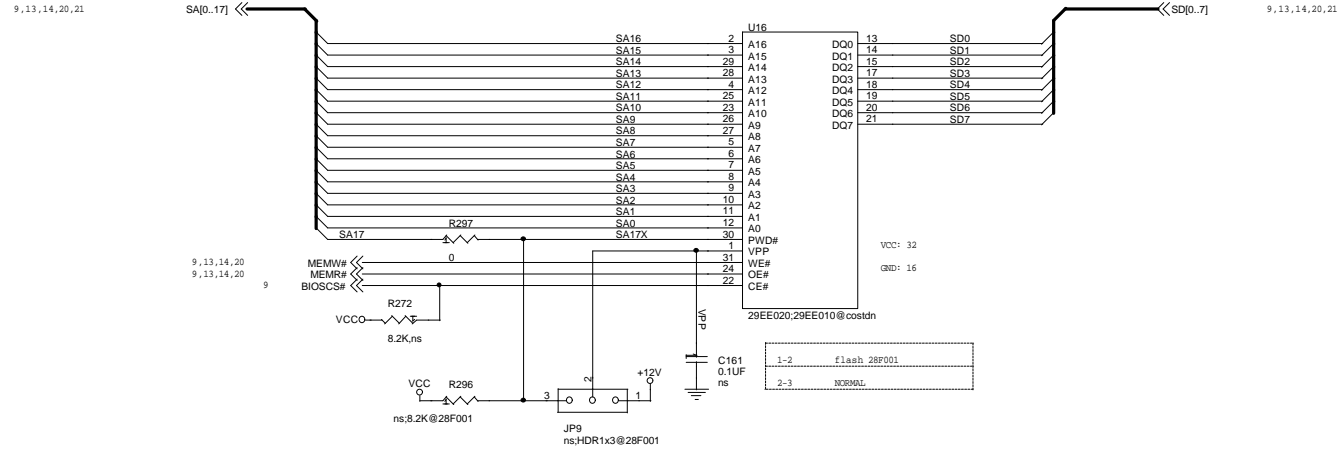 9,13,14,20,21 SA[0..17] SD[0..7] 9,13,14,20,21
U16
SA16 2 A16 DQ0 13 SD0
SA15 3 A15 DQ1 14 SD1
SA14 29 A14 DQ2 15 SD2
SA13 28 A13 DQ3 17 SD3
SA12 4 A12 DQ4 18 SD4
SA11 25 A11 DQ5 19 SD5
SA10 23 A10 DQ6 20 SD6
SA9 26 A9 DQ7 21 SD7
SA8 27 A8
SA7 5 A7
SA6 6 A6
SA5 7 A5
SA4 8 A4
SA3 9 A3
SA2 10 A2
SA1 11 A1
R297 SA0 12 A0
SA17 SA17X 30 PWD#
1 VPP VCC: 32
9,13,14,20 MEMW# 0 31 WE#
9,13,14,20 MEMR# 24 OE# GND: 16
9 BIOSCS# 22 CE#
R272
VCC VPP 29EE020;29EE010@costdn
8.2K,ns
C161 1-2 flash 28F001
0.1UF
+12V ns 2-3 NORMAL
VCC R296 2
3 1
ns;8.2K@28F001
JP9
ns;HDR1x3@28F001